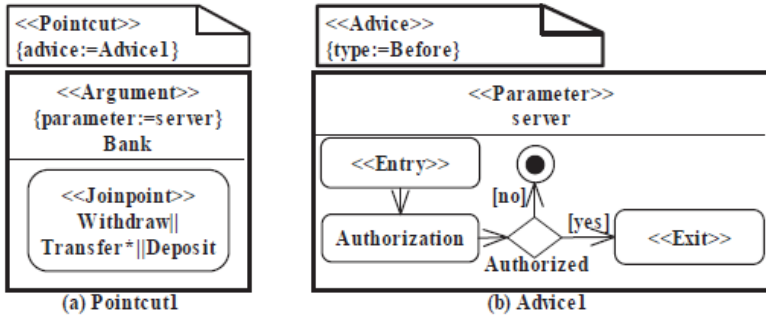 <<Pointcut>>
{advice:=Advice1}
<<Argument>>
{parameter:=server}
Bank
<<Joinpoint>>
Withdraw||
Transfer*||Deposit
(a) Pointcut1
<<Advice>>
{type:=Before}
<<Parameter>>
server
<<Entry>>
[no]
Authorization
[yes]
<<Exit>>
Authorized
(b) Advice1